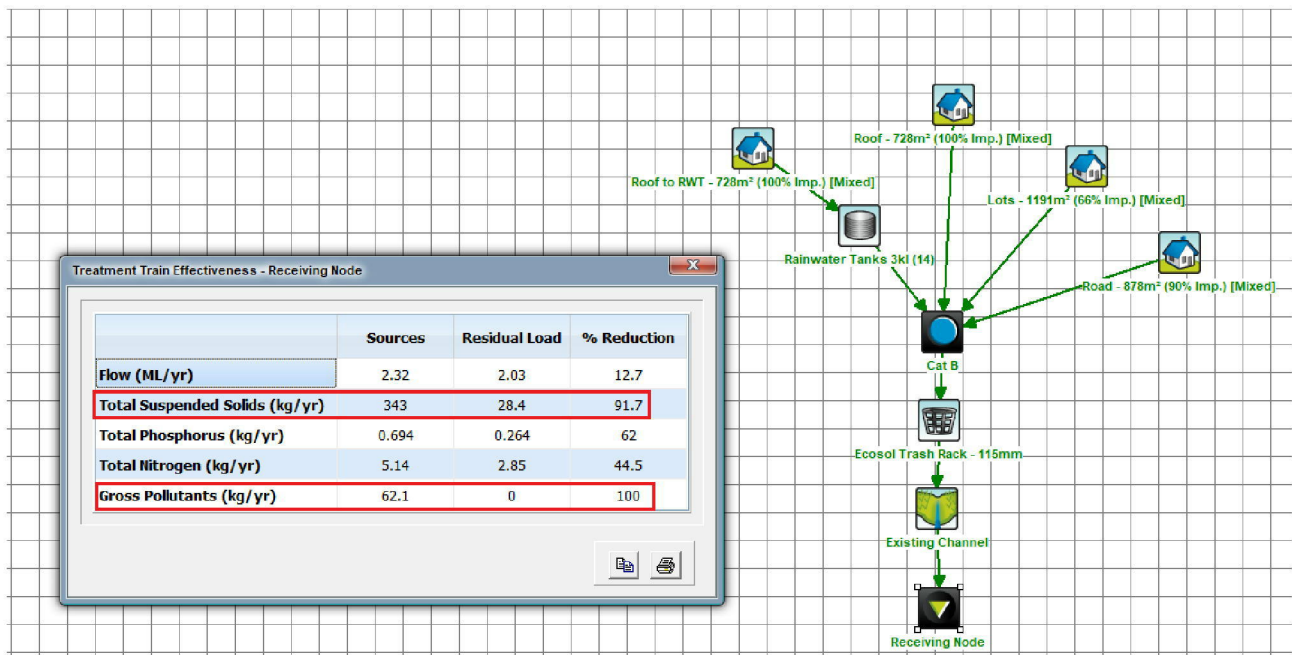 Roof - 728m² (100% Imp.) [Mixed]
Roof to RWT - 728m² (100% Imp.) [Mixed]
Lots - 1191m² (66% Imp.) [Mixed]
Rainwater Tanks 3kl (14)
Road - 878m² (90% Imp.) [Mixed]
Cat B
Ecosol Trash Rack - 115mm
Existing Channel
Receiving Node
Treatment Train Effectiveness - Receiving Node
Sources Residual Load % Reduction
Flow (ML/yr) 2.32 2.03 12.7
Total Suspended Solids (kg/yr) 343 28.4 91.7
Total Phosphorus (kg/yr) 0.694 0.264 62
Total Nitrogen (kg/yr) 5.14 2.85 44.5
Gross Pollutants (kg/yr) 62.1 0 100